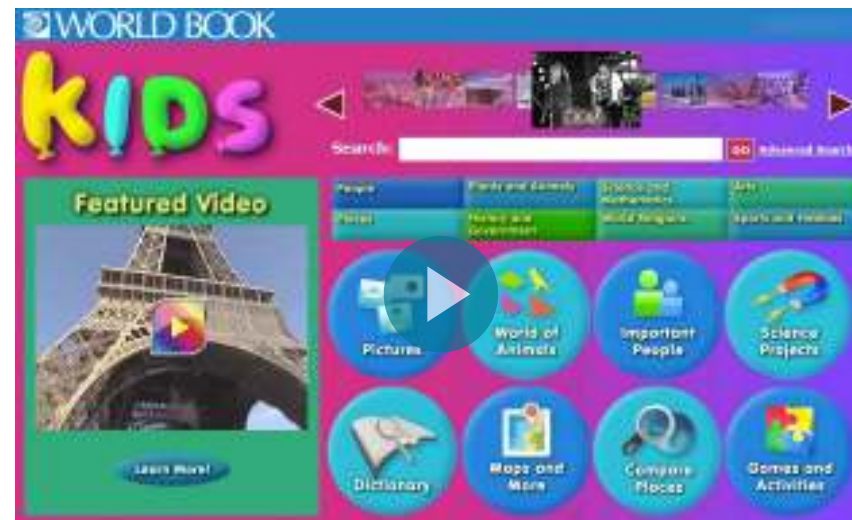 WORLD BOOK
KIDS
Search:
GO
Advanced Search
Featured Video
People
Plants and Animals
Science and
Mathematics
Arts
Places
History and
Government
World Religions
Sports and Hobbies
Pictures
World of
Animals
Important
People
Science
Projects
Learn More!
Dictionary
Maps and
More
Compare
Places
Games and
Activities